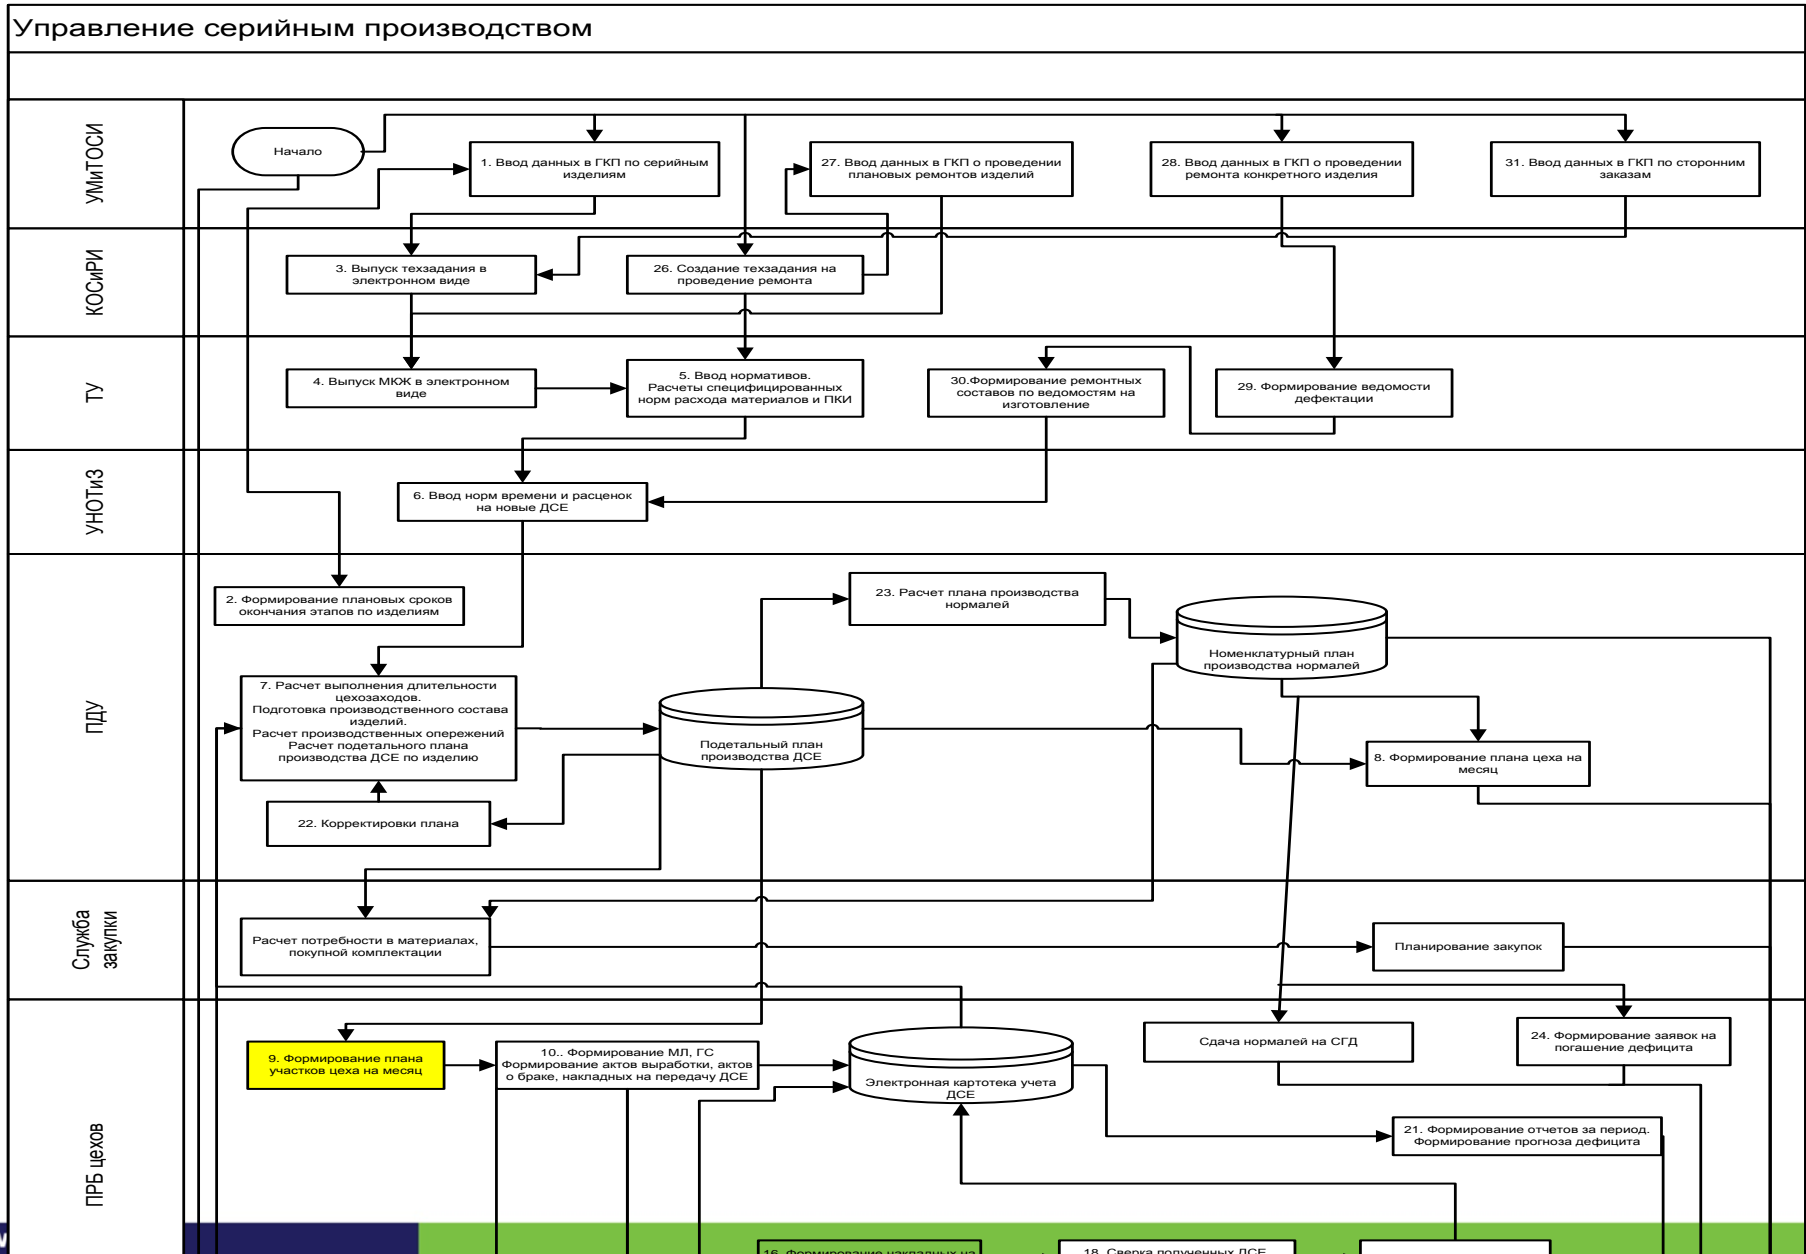 Управление серийным производством
УМиТОСИ
Начало
1. Ввод данных в ГКП по серийным
изделиям
27. Ввод данных в ГКП о проведении
плановых ремонтов изделий
28. Ввод данных в ГКП о проведении
ремонта конкретного изделия
31. Ввод данных в ГКП по сторонним
заказам
КОСиРИ
3. Выпуск техзадания в
электронном виде
26. Создание техзадания на
проведение ремонта
ТУ
4. Выпуск МКЖ в электронном
виде
5. Ввод нормативов.
Расчеты специфицированных
норм расхода материалов и ПКИ
30.Формирование ремонтных
составов по ведомостям на
изготовление
29. Формирование ведомости
дефектации
УНОТиЗ
6. Ввод норм времени и расценок
на новые ДСЕ
ПДУ
2. Формирование плановых сроков
окончания этапов по изделиям
23. Расчет плана производства
нормалей
Номенклатурный план
производства нормалей
7. Расчет выполнения длительности
цехозаходов.
Подготовка производственного состава
изделий.
Расчет производственных опережений
Расчет подетального плана
производства ДСЕ по изделию
Подетальный план
производства ДСЕ
8. Формирование плана цеха на
месяц
22. Корректировки плана
Служба
закупки
Расчет потребности в материалах,
покупной комплектации
Планирование закупок
ПРБ цехов
9. Формирование плана
участков цеха на месяц
10.. Формирование МЛ, ГС
Формирование актов выработки, актов
о браке, накладных на передачу ДСЕ
Электронная картотека учета
ДСЕ
Сдача нормалей на СГД
24. Формирование заявок на
погашение дефицита
21. Формирование отчетов за период.
Формирование прогноза дефицита
16. Формирование накладных на
18. Сверка полученных ДСЕ